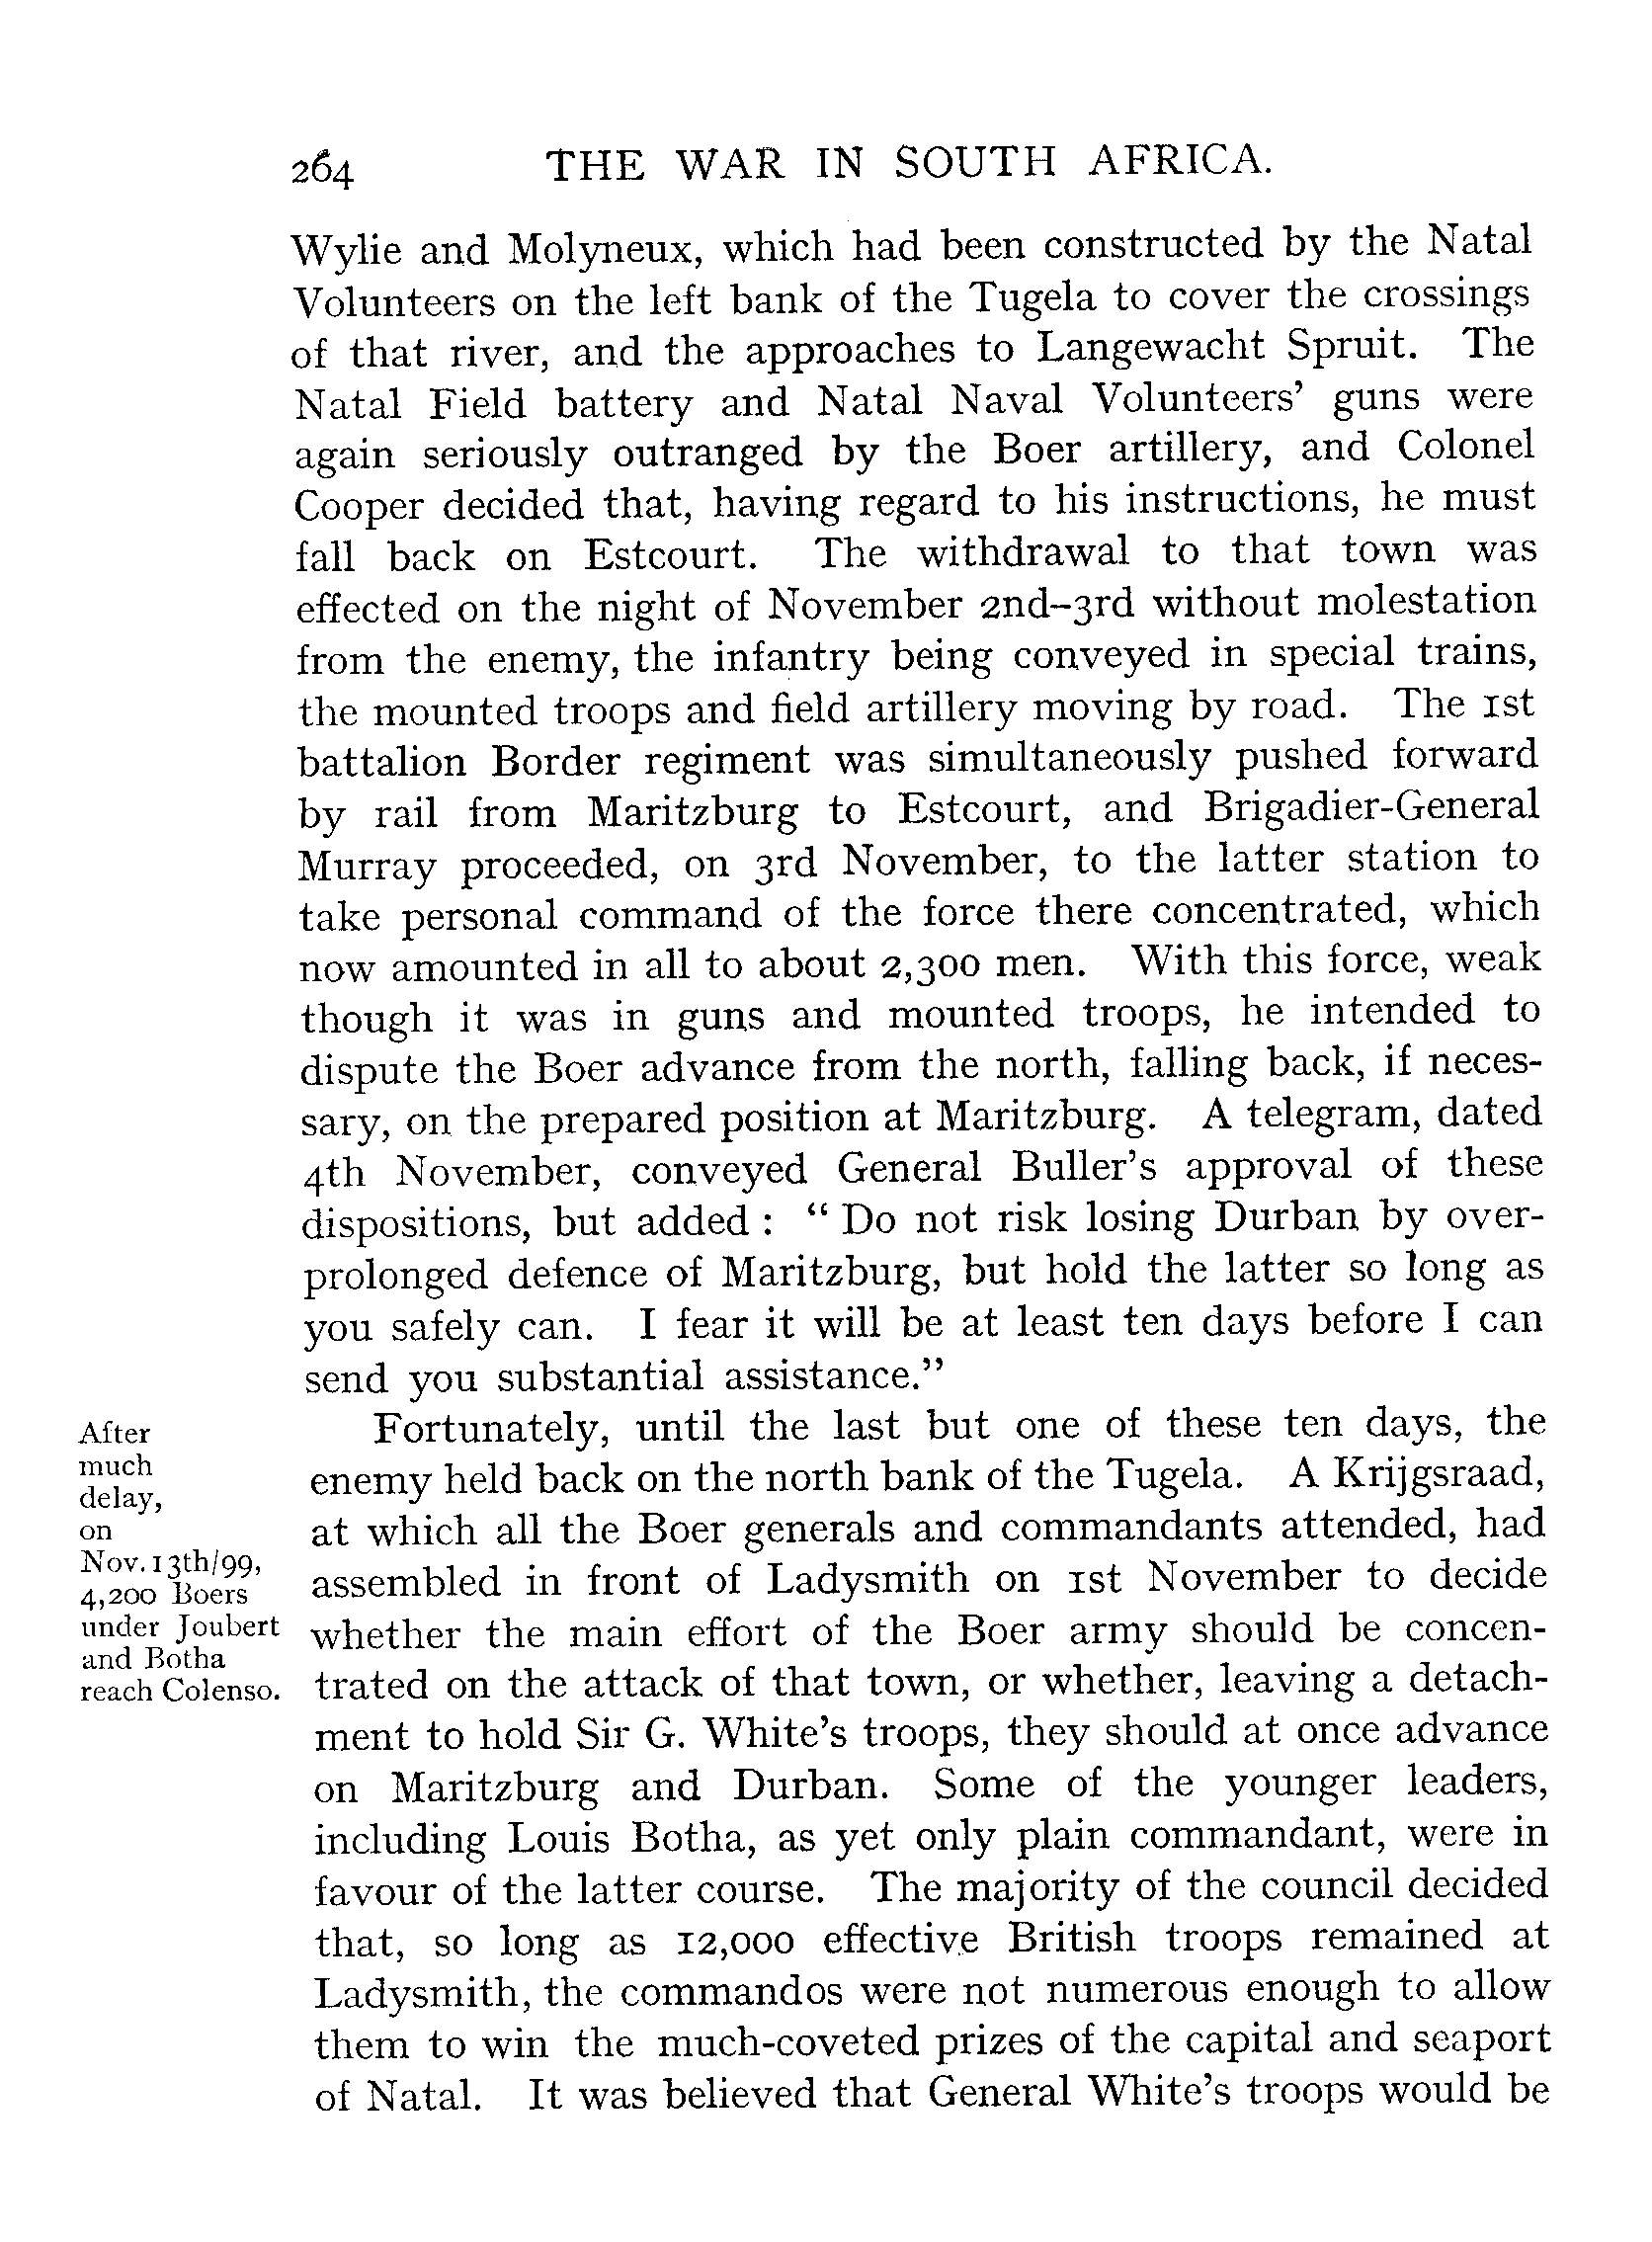 264 THE WAR IN SOUTH AFRICA.
Wylie and Molyneux, which had been constructed by the Natal
Volunteers on the left bank of the Tugela to cover the crossings
of that river, and the approaches to Langewacht Spruit. The
Natal Field battery and Natal Naval Volunteers' guns were
again seriously outranged by the Boer artillery, and Colonel
Cooper decided that, having regard to his instructions, he must
fall back on Estcourt. The withdrawal to that town was
effected on the night of November 2nd–3rd without molestation
from the enemy, the infantry being conveyed in special trains,
the mounted troops and field artillery moving by road. The 1st
battalion Border regiment was simultaneously pushed forward
by rail from Maritzburg to Estcourt, and Brigadier-General
Murray proceeded, on 3rd November, to the latter station to
take personal command of the force there concentrated, which
now amounted in all to about 2,300 men. With this force, weak
though it was in guns and mounted troops, he intended to
dispute the Boer advance from the north, falling back, if neces-
sary, on the prepared position at Maritzburg. A telegram, dated
4th November, conveyed General Buller's approval of these
dispositions, but added : " Do not risk losing Durban by over-
prolonged defence of Maritzburg, but hold the latter so long as
you safely can. I fear it will be at least ten days before I can
send you substantial assistance."
After
much
delay,
on
Nov. 13th/99,
4,200 Boers
under Joubert
and Botha
reach Colenso.
Fortunately, until the last but one of these ten days, the
enemy held back on the north bank of the Tugela. A Krijgsraad,
at which all the Boer generals and commandants attended, had
assembled in front of Ladysmith on 1st November to decide
whether the main effort of the Boer army should be concen-
trated on the attack of that town, or whether, leaving a detach-
ment to hold Sir G. White's troops, they should at once advance
on Maritzburg and Durban. Some of the younger leaders,
including Louis Botha, as yet only plain commandant, were in
favour of the latter course. The majority of the council decided
that, so long as 12,000 effective British troops remained at
Ladysmith, the commandos were not numerous enough to allow
them to win the much-coveted prizes of the capital and seaport
of Natal. It was believed that General White's troops would be